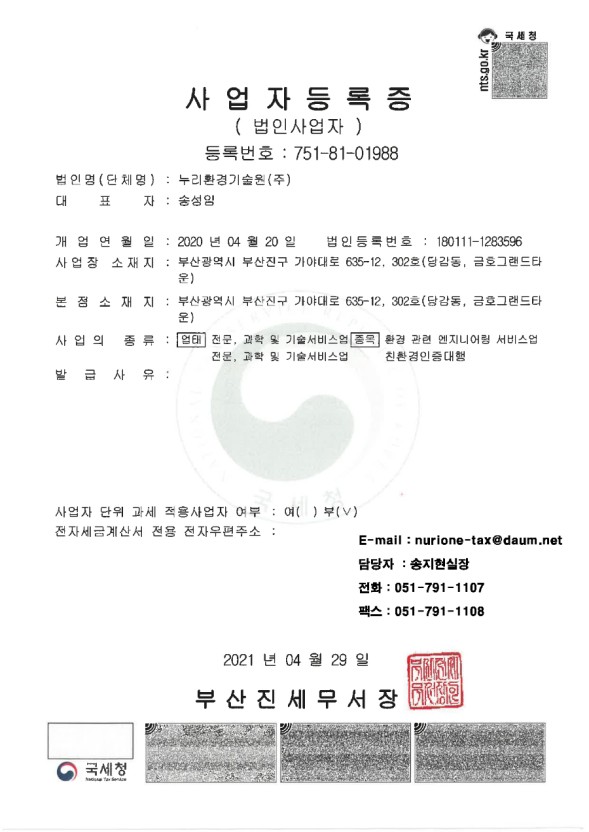 국세청
nts.go.kr
사 업 자 등 록 증
( 법인사업자 )
등록번호 : 751-81-01988
법인명(단체명) : 누리환경기술원(주)
대 표 자 : 송성임
개 업 연 월 일 : 2020 년 04 월 20 일 법인등록번호 : 180111-1283596
사업장 소재지 : 부산광역시 부산진구 가야대로 635-12, 302호(당감동, 금호그랜드타
운)
본 점 소 재 지 : 부산광역시 부산진구 가야대로 635-12, 302호(당감동, 금호그랜드타
운)
사 업 의 종 류 : 업태 전문, 과학 및 기술서비스업 종목 환경 관련 엔지니어링 서비스업
전문, 과학 및 기술서비스업 친환경인증대행
발 급 사 유 :
국세청
사업자 단위 과세 적용사업자 여부 : 여( ) 부(∨)
전자세금계산서 전용 전자우편주소 :
E-mail : nurione-tax@daum.net
담당자 : 송지현실장
전화 : 051-791-1107
팩스 : 051-791-1108
2021 년 04 월 29 일
부 산 진 세 무 서 장
국세청
National Tax Service